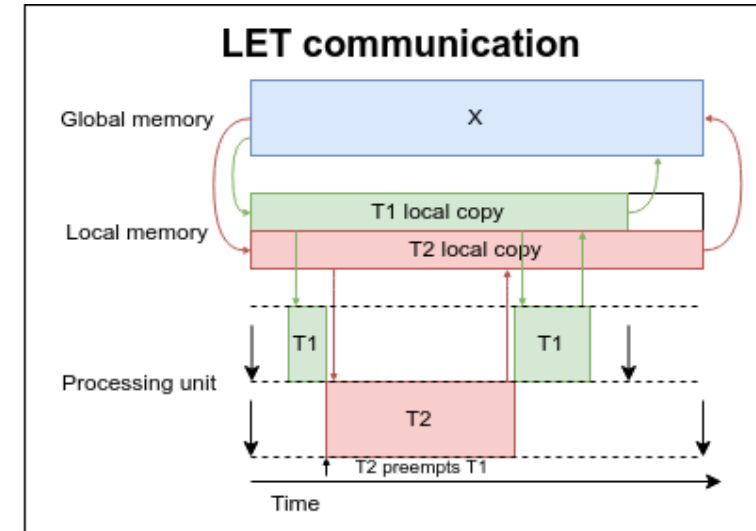 LET communication
Global memory
X
T1 local copy
Local memory
T2 local copy
T1
T1
Processing unit
T2
T2 preempts T1
Time